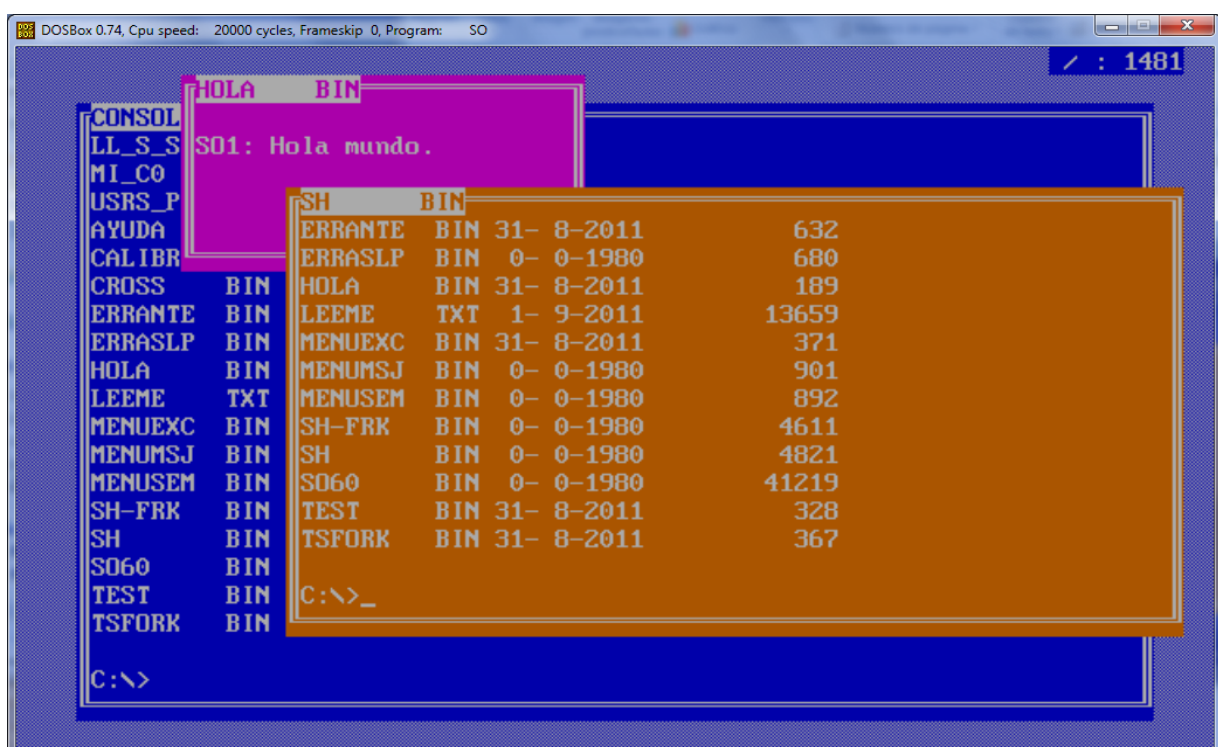 DOSBox 0.74, Cpu speed: 20000 cycles, Frameskip 0, Program: SO
/ : 1481
HOLA BIN
SO1: Hola mundo.
CONSOL
LL_S_S
MI_CO
USRS_P
AYUDA
CALIBR
CROSS BIN
ERRANTE BIN
ERRASLP BIN
HOLA BIN
LEEME TXT
MENUEXC BIN
MENUMSJ BIN
MENUSEM BIN
SH-FRK BIN
SH BIN
SO60 BIN
TEST BIN
TSFORK BIN
C:\>
SH BIN
ERRANTE BIN 31- 8-2011 632
ERRASLP BIN 0- 0-1980 680
HOLA BIN 31- 8-2011 189
LEEME TXT 1- 9-2011 13659
MENUEXC BIN 31- 8-2011 371
MENUMSJ BIN 0- 0-1980 901
MENUSEM BIN 0- 0-1980 892
SH-FRK BIN 0- 0-1980 4611
SH BIN 0- 0-1980 4821
SO60 BIN 0- 0-1980 41219
TEST BIN 31- 8-2011 328
TSFORK BIN 31- 8-2011 367
C:\>_